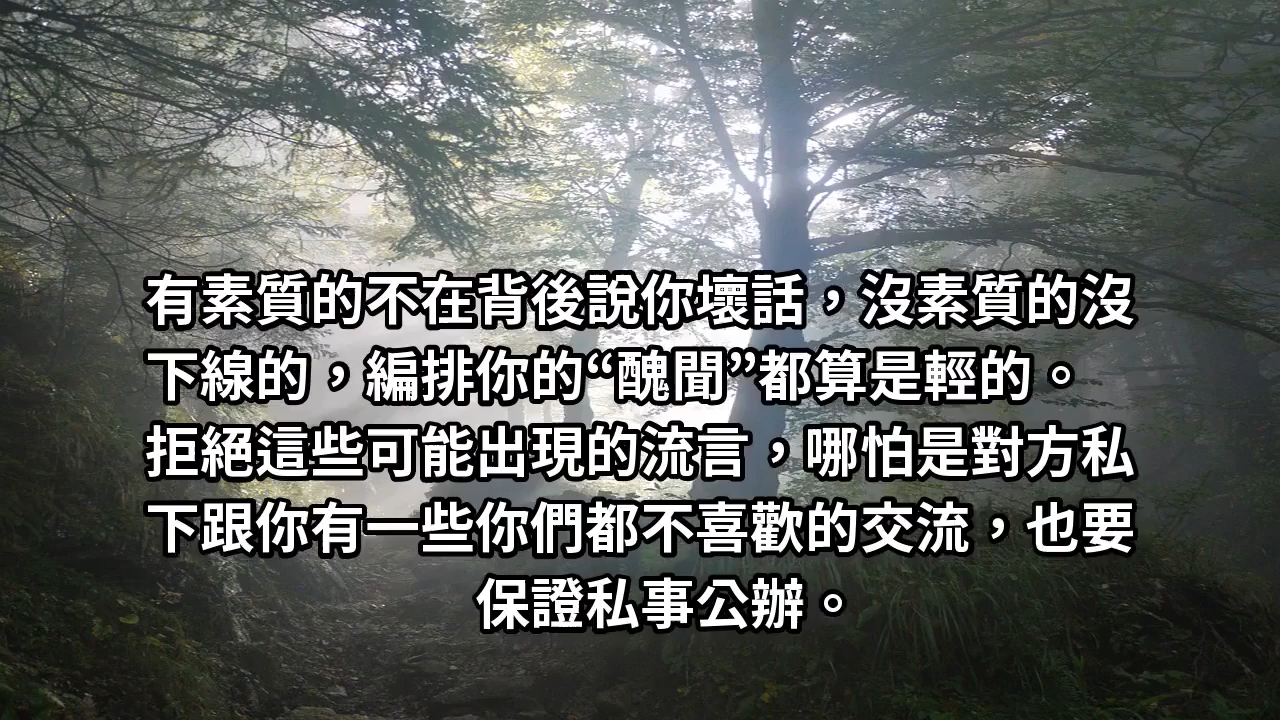 有素質的不在背後說你壞話，沒素質的沒
下線的，編排你的“醜聞”都算是輕的。
拒絕這些可能出現的流言，哪怕是對方私
下跟你有一些你們都不喜歡的交流，也要
保證私事公辦。